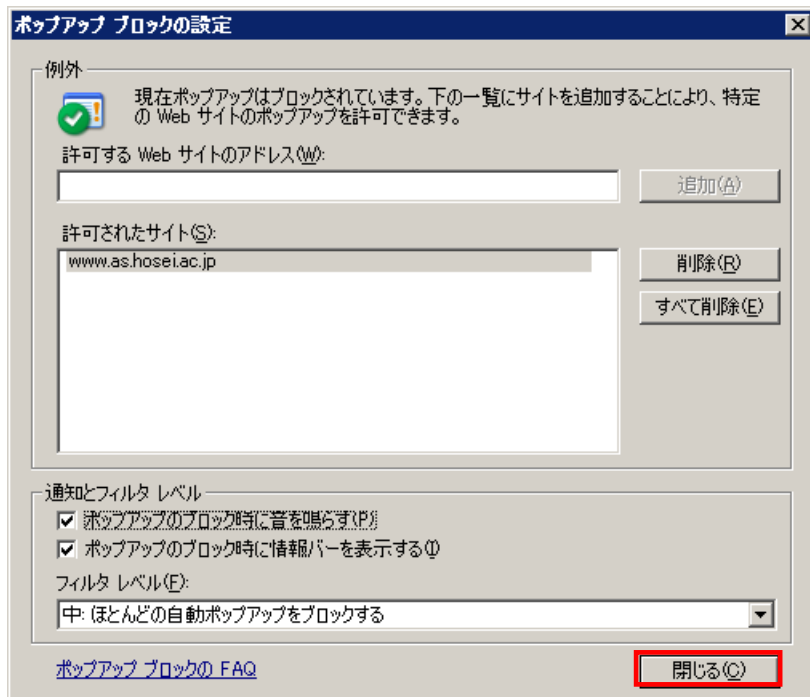 ポップアップ ブロックの設定
例外
現在ポップアップはブロックされています。下の一覧にサイトを追加することにより、特定
の Web サイトのポップアップを許可できます。
許可する Web サイトのアドレス(W):
追加(A)
許可されたサイト(S):
www.as.hosei.ac.jp
削除(R)
すべて削除(E)
通知とフィルタ レベル
ポップアップのブロック時に音を鳴らす(P)
ポップアップのブロック時に情報バーを表示する(I)
フィルタ レベル(F):
中: ほとんどの自動ポップアップをブロックする
ポップアップ ブロックの FAQ
閉じる(C)